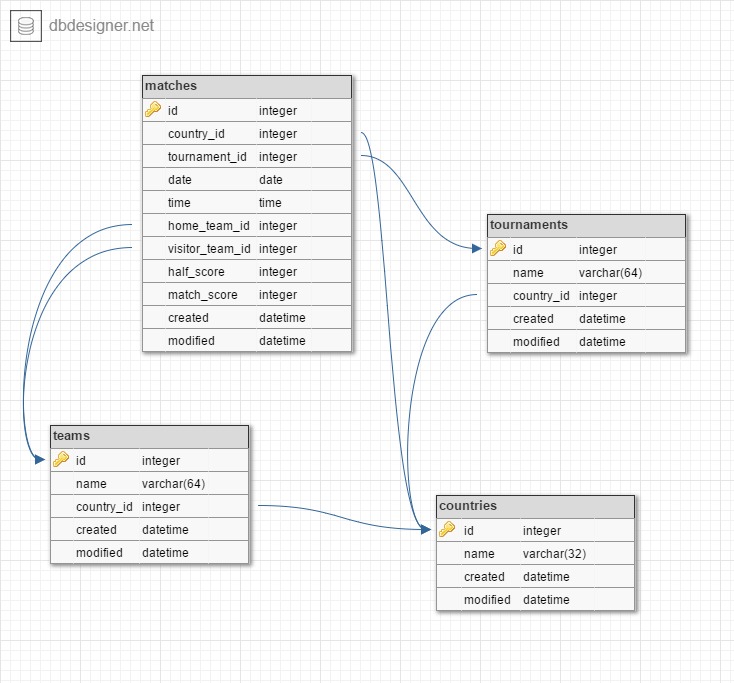 dbdesigner.net
matches
id integer
country_id integer
tournament_id integer
date date
time time
home_team_id integer
visitor_team_id integer
half_score integer
match_score integer
created datetime
modified datetime
tournaments
id integer
name varchar(64)
country_id integer
created datetime
modified datetime
teams
id integer
name varchar(64)
country_id integer
created datetime
modified datetime
countries
id integer
name varchar(32)
created datetime
modified datetime